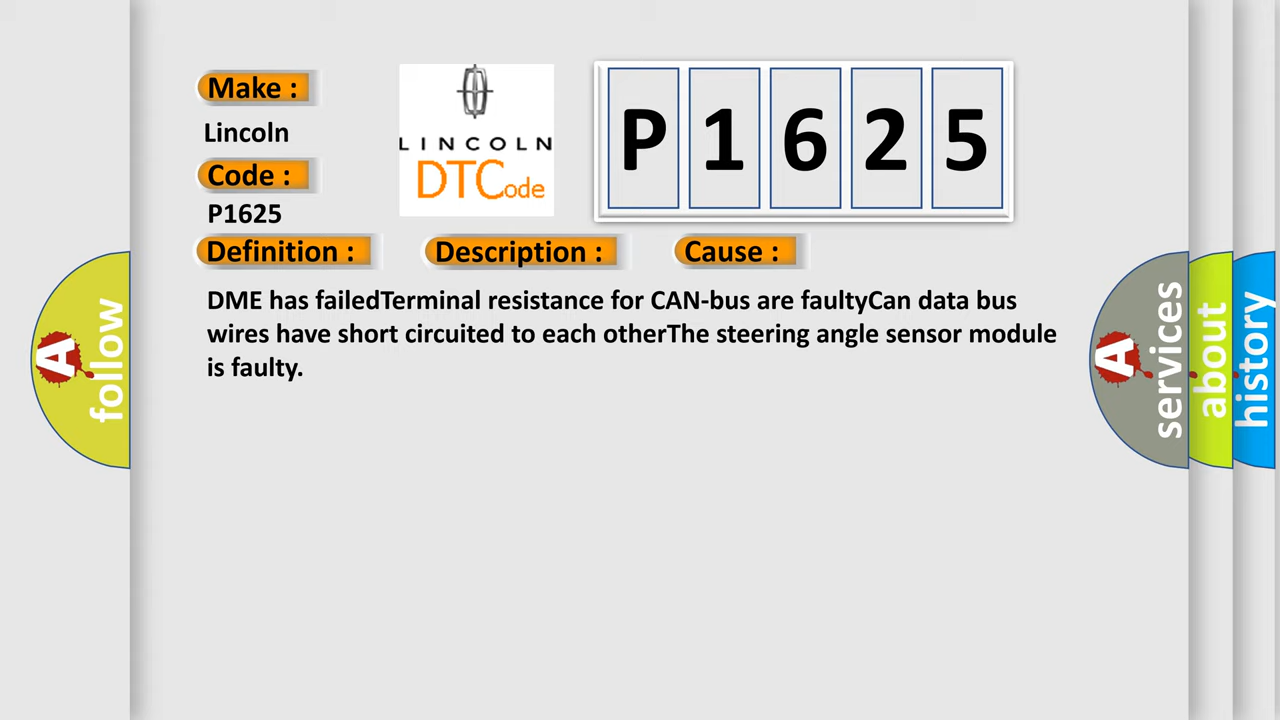 Make :
Lincoln
Code :
P1625
LINCOLN
DTCode
P 1 6 2 5
Definition :
Description :
Cause :
DME has failedTerminal resistance for CAN-bus are faultyCan data bus
wires have short circuited to each otherThe steering angle sensor module
is faulty.
A follow
A services
about
history